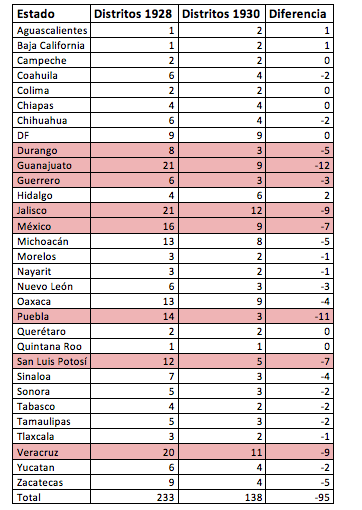 Estado Distritos 1928 Distritos 1930 Diferencia
Aguascalientes 1 2 1
Baja California 1 2 1
Campeche 2 2 0
Coahuila 6 4 -2
Colima 2 2 0
Chiapas 4 4 0
Chihuahua 6 4 -2
DF 9 9 0
Durango 8 3 -5
Guanajuato 21 9 -12
Guerrero 6 3 -3
Hidalgo 4 6 2
Jalisco 21 12 -9
México 16 9 -7
Michoacán 13 8 -5
Morelos 3 2 -1
Nayarit 3 2 -1
Nuevo León 6 3 -3
Oaxaca 13 9 -4
Puebla 14 3 -11
Querétaro 2 2 0
Quintana Roo 1 1 0
San Luis Potosí 12 5 -7
Sinaloa 7 3 -4
Sonora 5 3 -2
Tabasco 4 2 -2
Tamaulipas 5 3 -2
Tlaxcala 3 2 -1
Veracruz 20 11 -9
Yucatan 6 4 -2
Zacatecas 9 4 -5
Total 233 138 -95